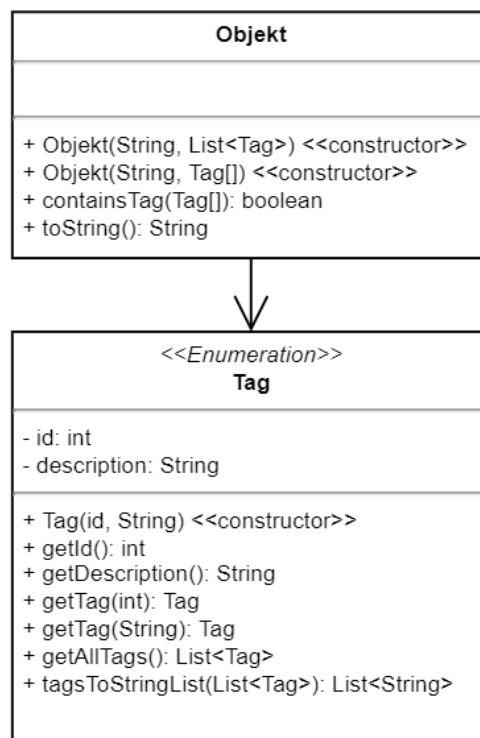 Objekt
+ Objekt(String, List<Tag>) <<constructor>>
+ Objekt(String, Tag[]) <<constructor>>
+ containsTag(Tag[]): boolean
+ toString(): String
<<Enumeration>>
Tag
- id: int
- description: String
+ Tag(id, String) <<constructor>>
+ getId(): int
+ getDescription(): String
+ getTag(int): Tag
+ getTag(String): Tag
+ getAllTags(): List<Tag>
+ tagsToStringList(List<Tag>): List<String>